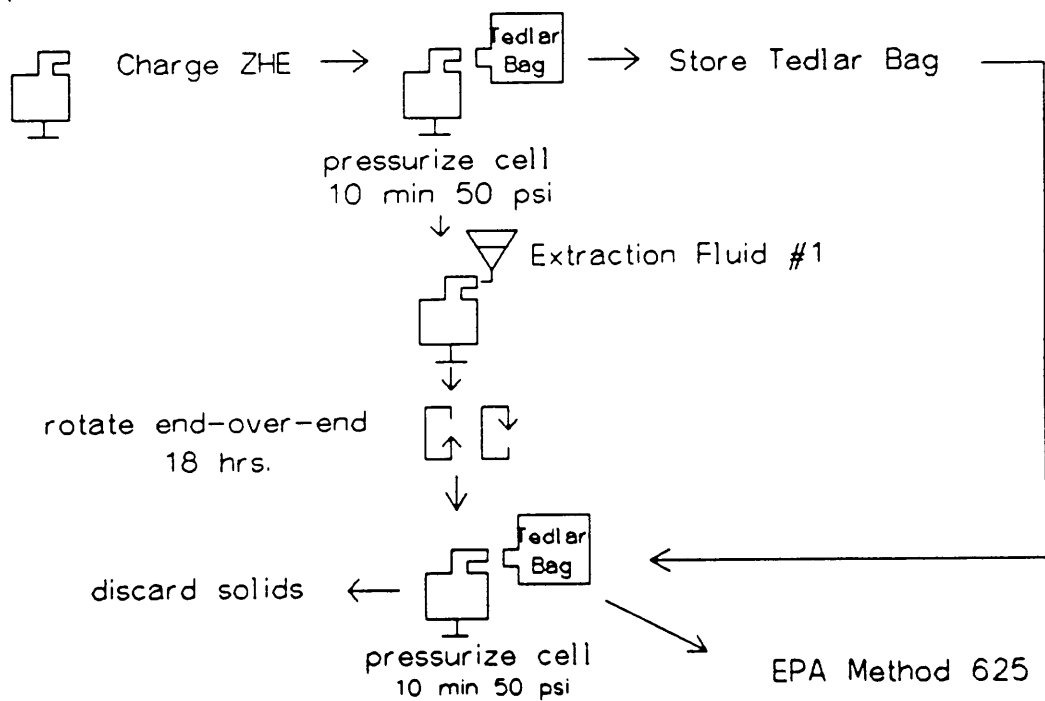 Charge ZHE
Tedlar
Bag
Store Tedlar Bag
pressurize cell
10 min 50 psi
Extraction Fluid #1
rotate end-over-end
18 hrs.
Tedlar
Bag
discard solids
pressurize cell
10 min 50 psi
EPA Method 625